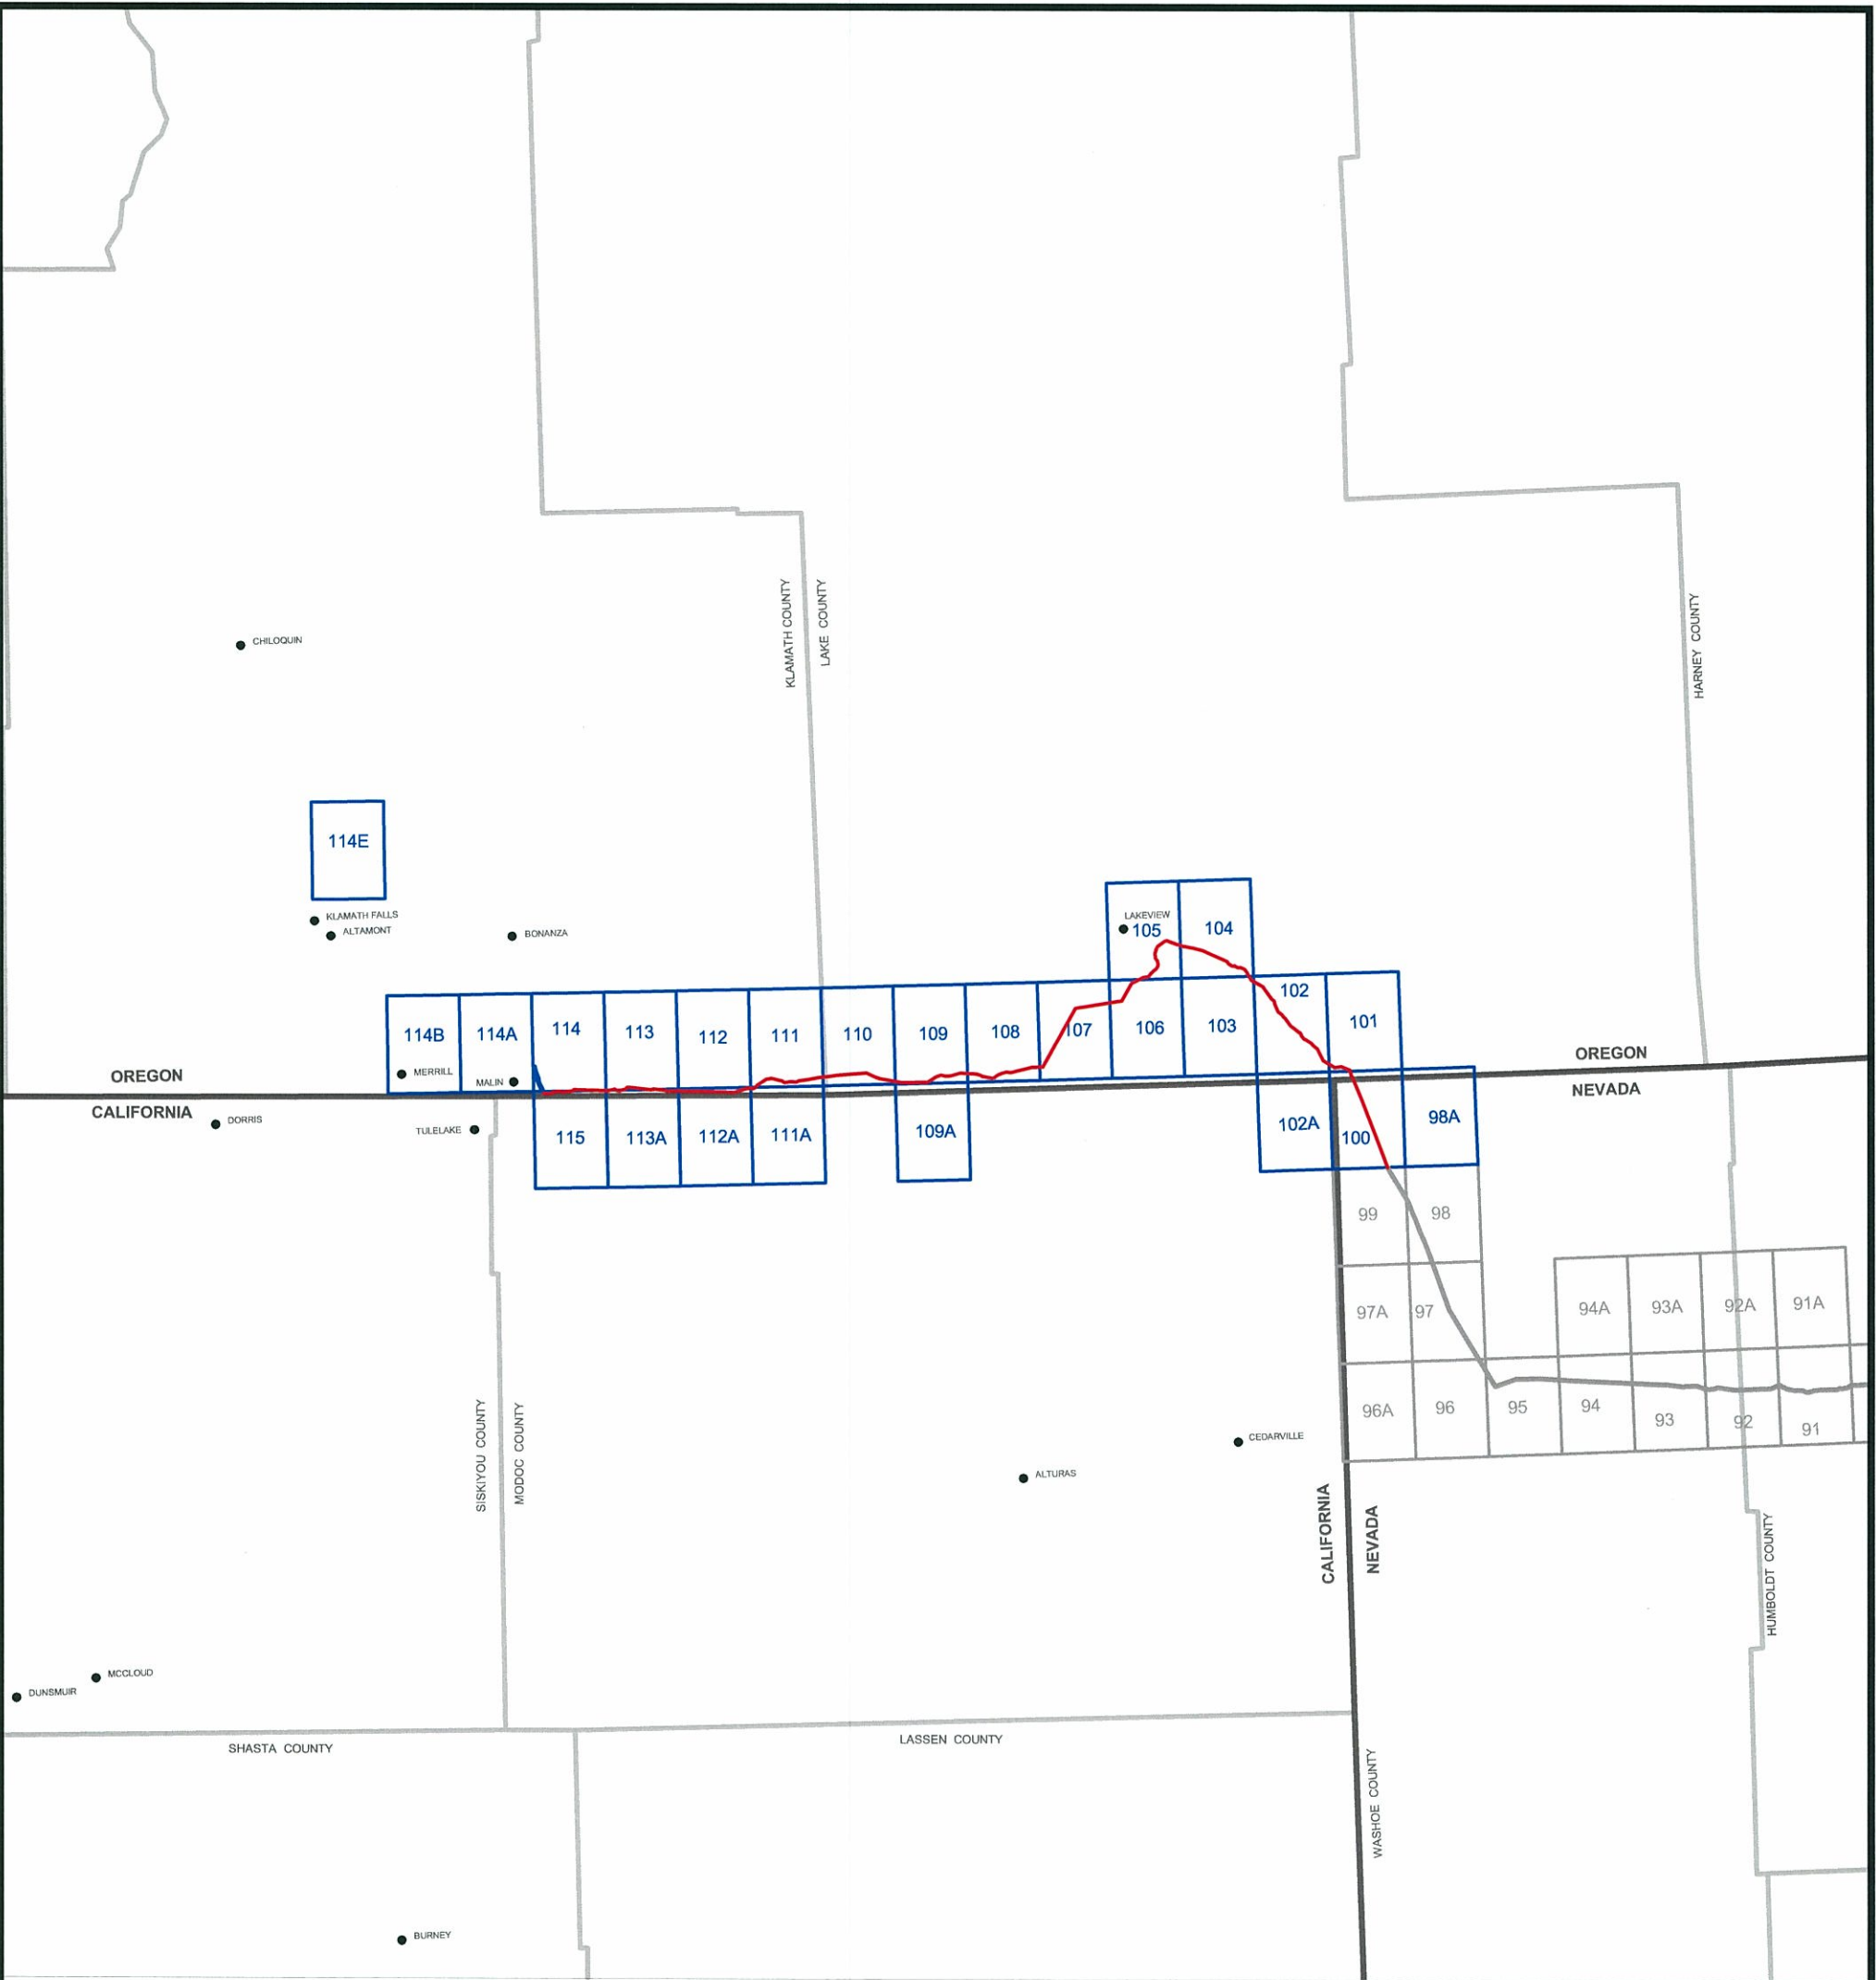 KLAMATH COUNTY
LAKE COUNTY
HARNEY COUNTY
CHILOQUIN
114E
KLAMATH FALLS
ALTAMONT
BONANZA
LAKEVIEW
105
104
114B
114A
114
113
112
111
110
109
108
107
106
103
102
101
MERRILL
MALIN
OREGON
CALIFORNIA
OREGON
NEVADA
DORRIS
TULELAKE
115
113A
112A
111A
109A
102A
100
98A
99
98
97A
97
94A
93A
92A
91A
96A
96
95
94
93
92
91
SISKIYOU COUNTY
MODOC COUNTY
CEDARVILLE
ALTURAS
CALIFORNIA
NEVADA
HUMBOLDT COUNTY
MCCLOUD
DUNSMUIR
SHASTA COUNTY
LASSEN COUNTY
WASHOE COUNTY
BURNEY